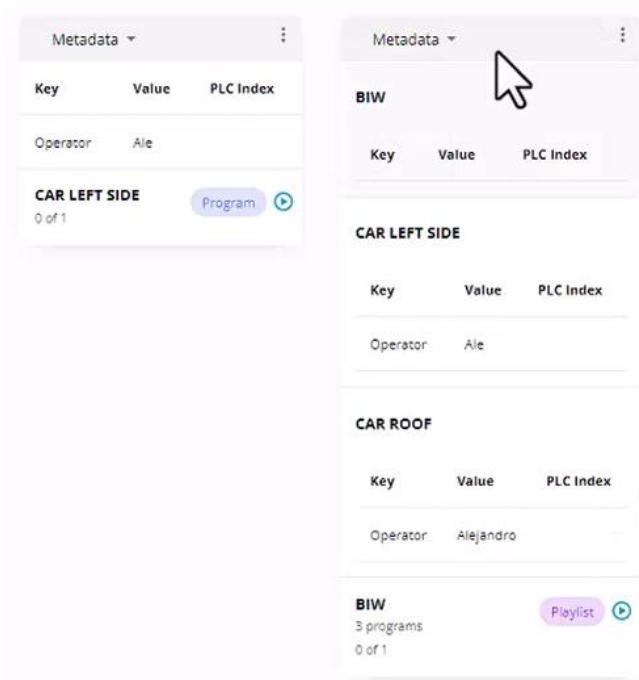 Metadata
Key Value PLC Index
Operator Ale
CAR LEFT SIDE
Program
0 of 1
Metadata
BIW
Key Value PLC Index
CAR LEFT SIDE
Key Value PLC Index
Operator Ale
CAR ROOF
Key Value PLC Index
Operator Alejandro
BIW
Playlist
3 programs
0 of 1